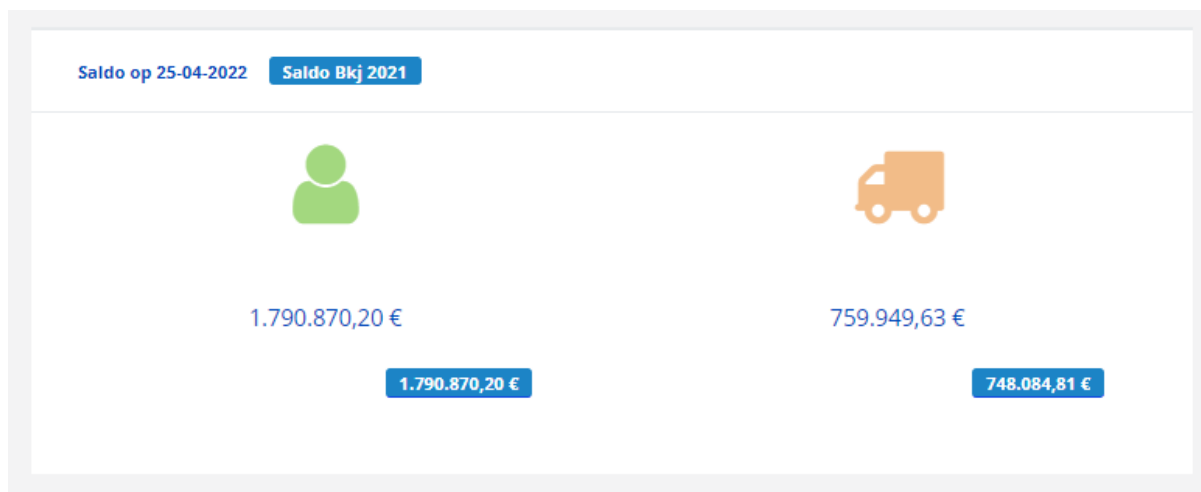 Saldo op 25-04-2022 Saldo Bkj 2021
1.790.870,20 € 759.949,63 €
1.790.870,20 € 748.084,81 €